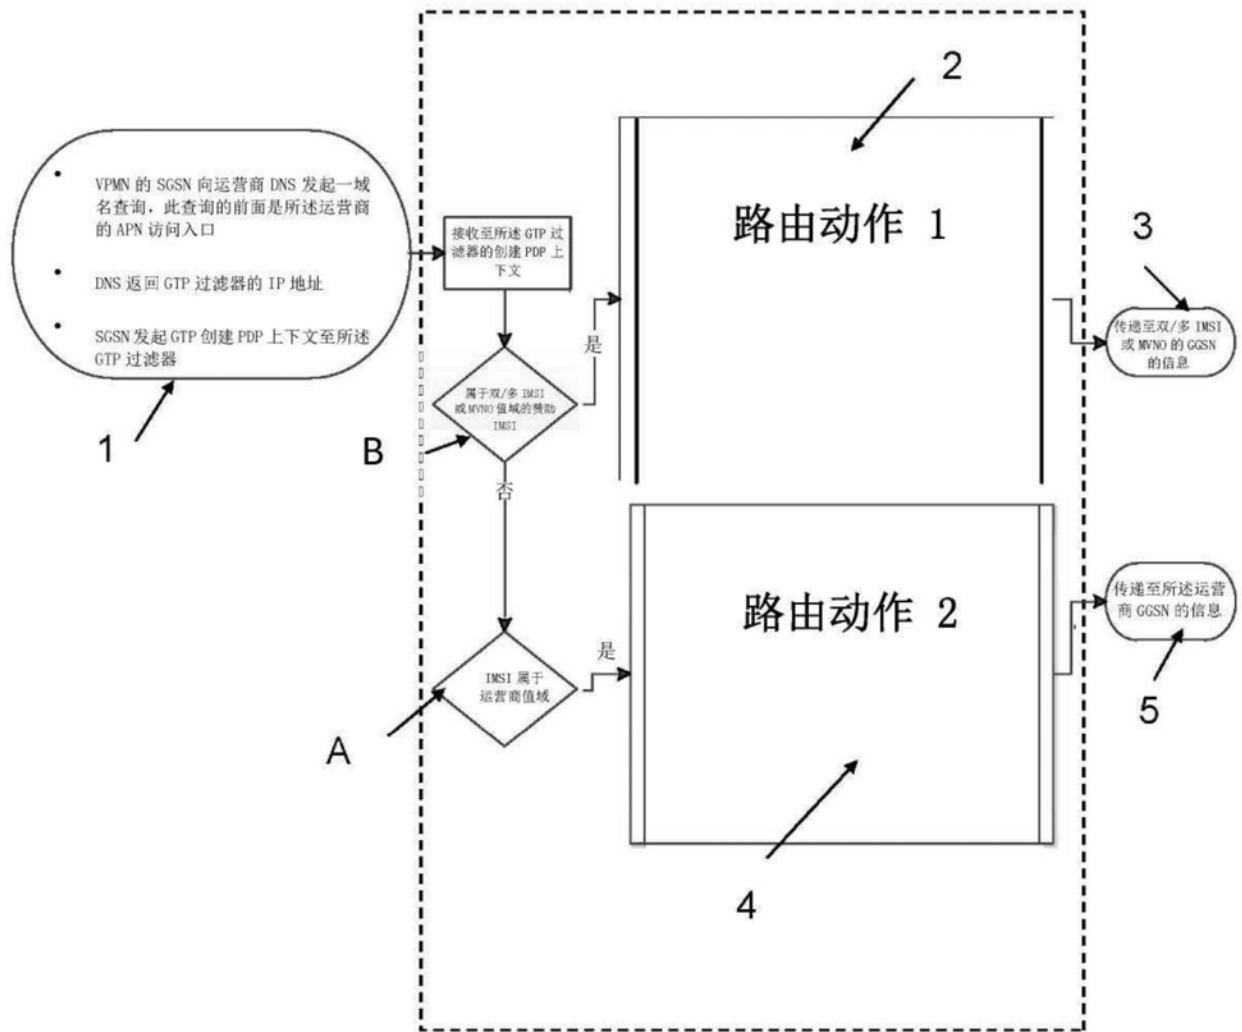 2
• VPMN 的 SGSN 向运营商 DNS 发起一域
名查询，此查询的前面是所述运营商
的 APN 访问入口
• DNS 返回 GTP 过滤器的 IP 地址
• SGSN 发起 GTP 创建 PDP 上下文至所述
GTP 过滤器
1
接收至所述 GTP 过
滤器的创建 PDP 上
下文
路由动作 1
3
传递至双/多 IMSI
或 MVNO 的 GGSN
的信息
是
属于双/多 IMSI
或 MVNO 值域的赞助
IMSI
B
否
路由动作 2
传递至所述运营
商 GGSN 的信息
5
是
IMSI 属于
运营商值域
A
4